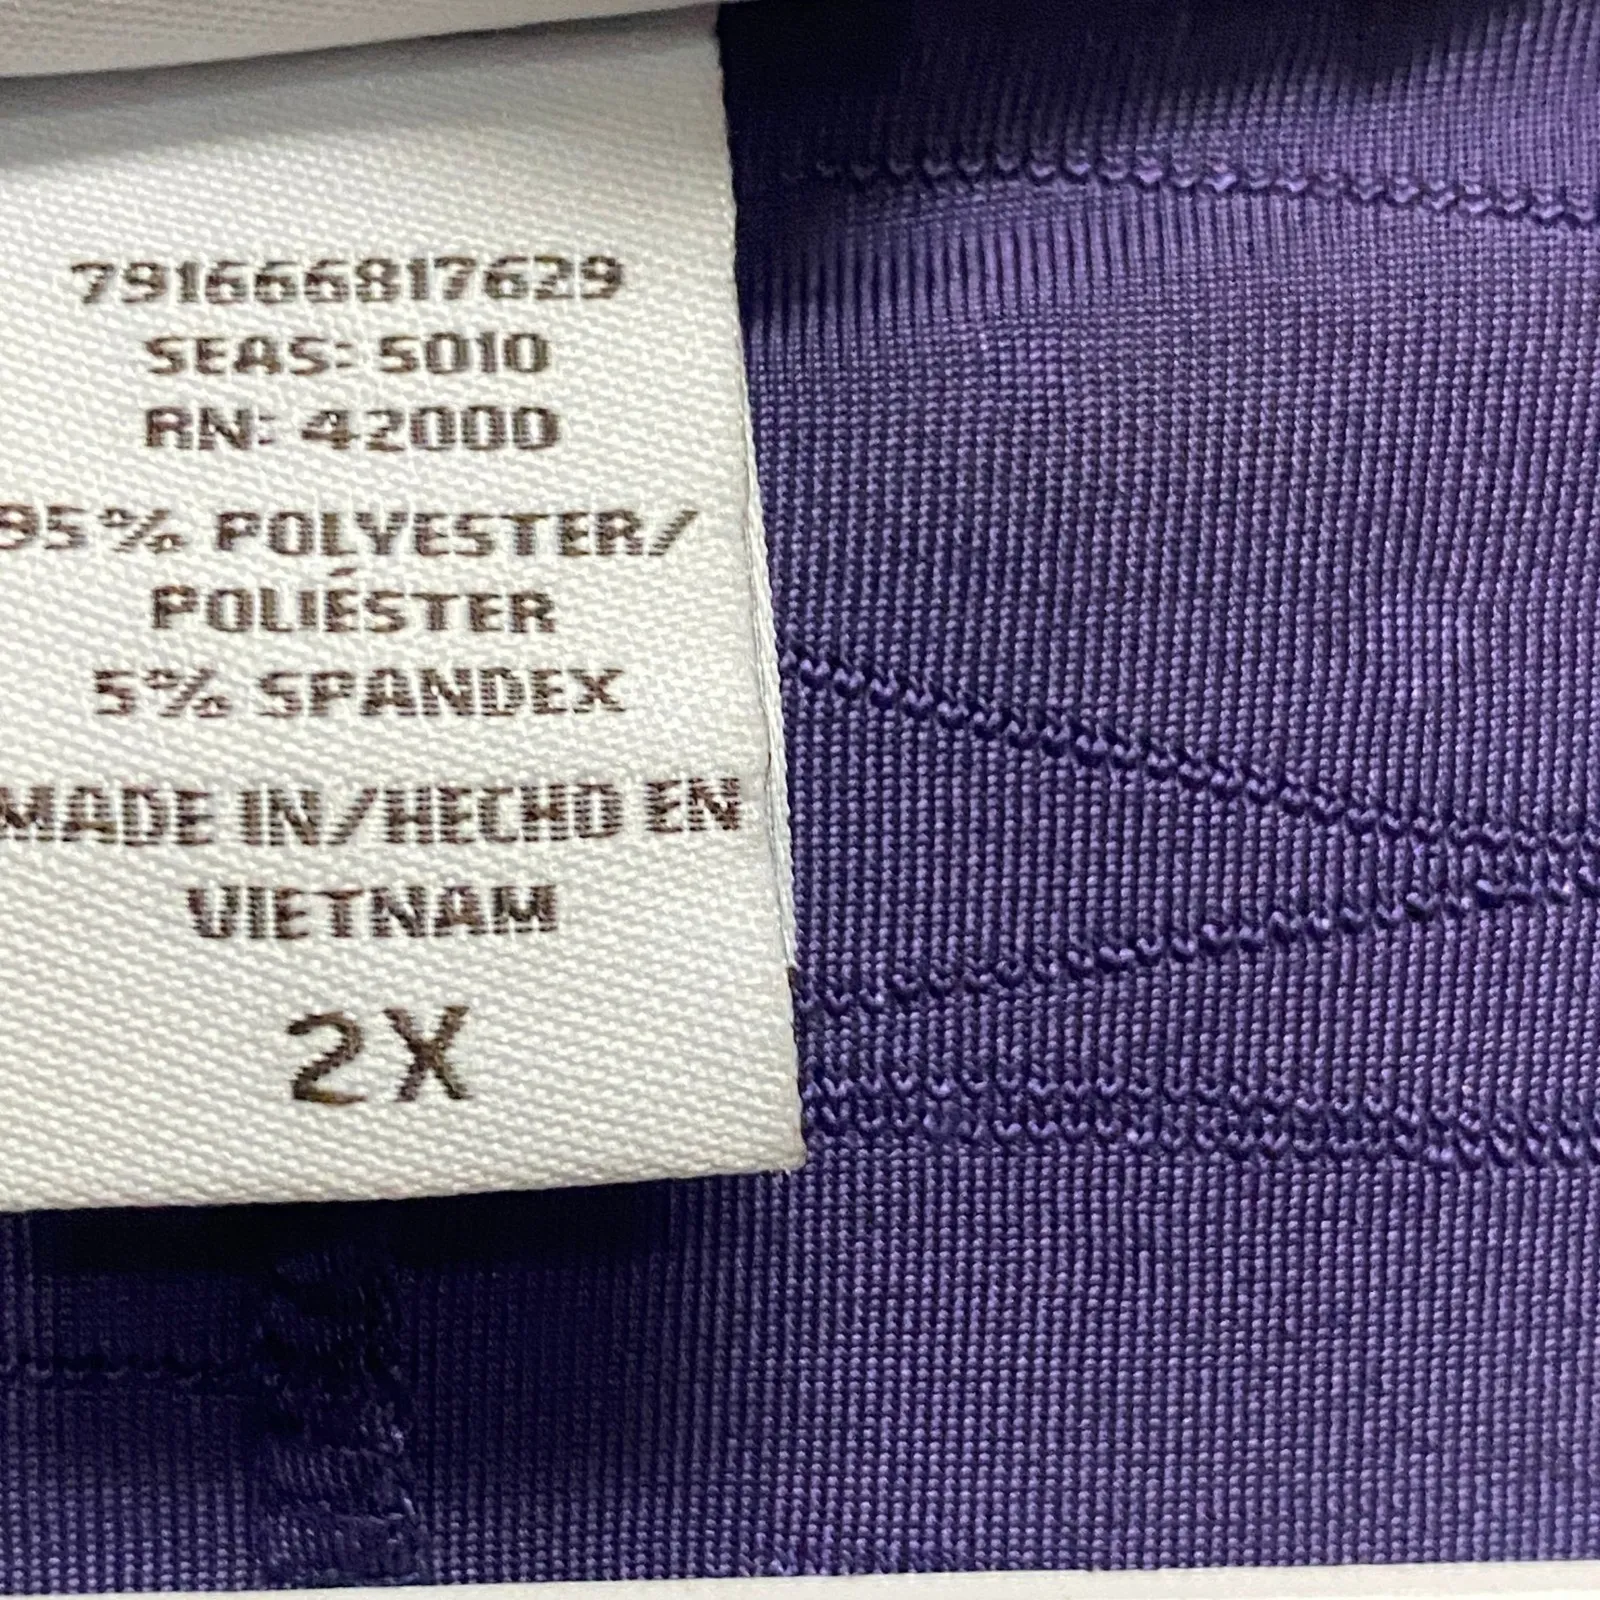 791666817629
SEAS: 5010
RN: 42000
95% POLYESTER/
POLIÉSTER
5% SPANDEX
MADE IN/HECHO EN
VIETNAM
2X